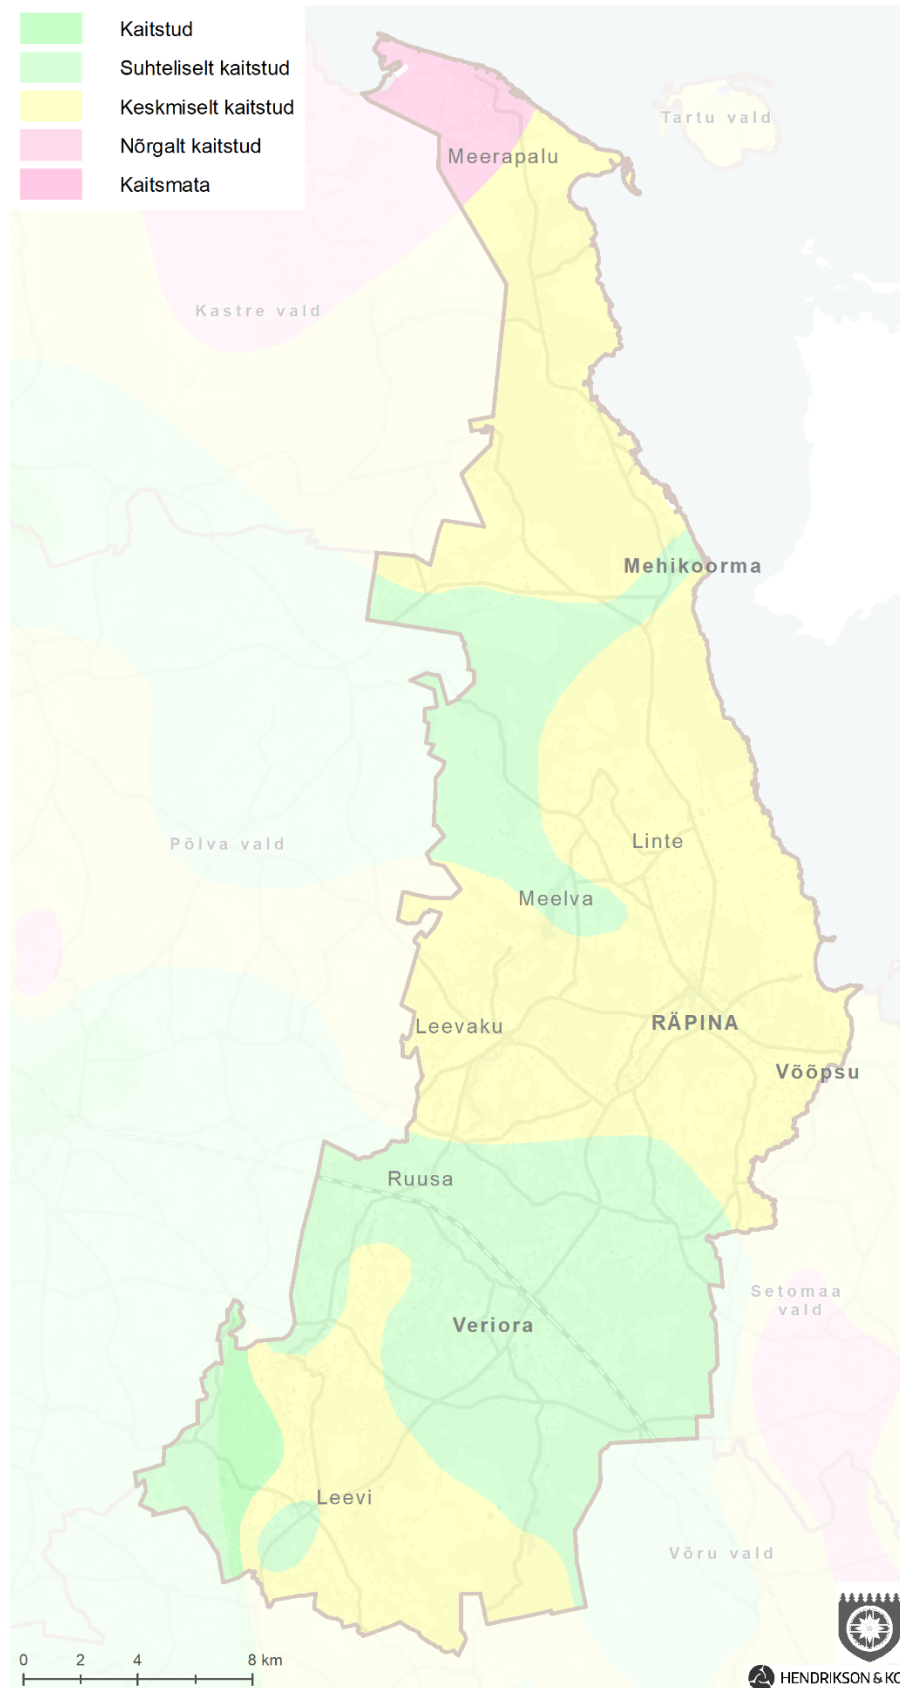 Kaitstud
Suhteliselt kaitstud
Keskmiselt kaitstud
Nõrgalt kaitstud
Kaitsmata
Tartu vald
Meerapalu
Kastre vald
Mehikoorma
Põlva vald
Linte
Meelva
Leevaku
RÄPINA
Võõpsu
Ruusa
Setomaa
vald
Veriora
Leevi
Võru vald
0 2 4 8 km
HENDRIKSON & KO